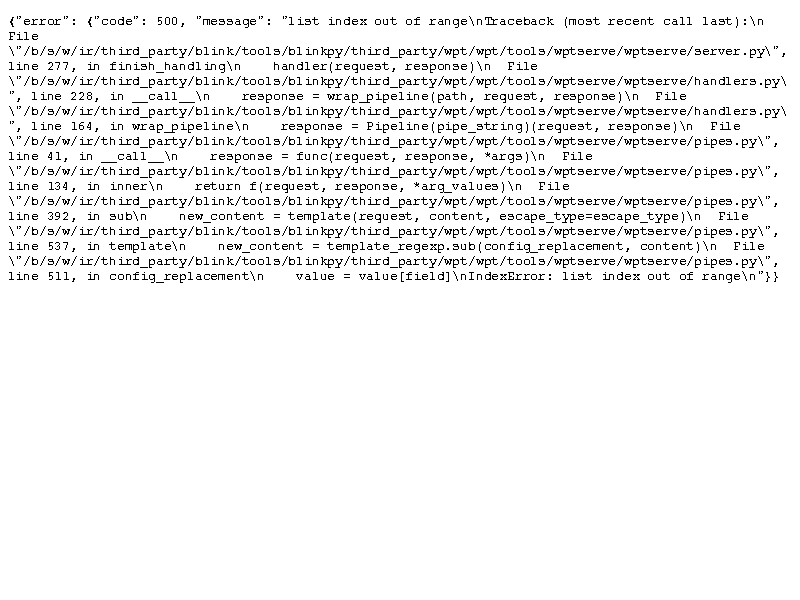 {"error": {"code": 500, "message": "list index out of range\nTraceback (most recent call last):\n
File
\"/b/s/w/ir/third_party/blink/tools/blinkpy/third_party/wpt/wpt/tools/wptserve/wptserve/server.py\",
line 277, in finish_handling\n    handler(request, response)\n  File
\"/b/s/w/ir/third_party/blink/tools/blinkpy/third_party/wpt/wpt/tools/wptserve/wptserve/handlers.py\
", line 228, in __call__\n    response = wrap_pipeline(path, request, response)\n  File
\"/b/s/w/ir/third_party/blink/tools/blinkpy/third_party/wpt/wpt/tools/wptserve/wptserve/handlers.py\
", line 164, in wrap_pipeline\n    response = Pipeline(pipe_string)(request, response)\n  File
\"/b/s/w/ir/third_party/blink/tools/blinkpy/third_party/wpt/wpt/tools/wptserve/wptserve/pipes.py\",
line 41, in __call__\n    response = func(request, response, *args)\n  File
\"/b/s/w/ir/third_party/blink/tools/blinkpy/third_party/wpt/wpt/tools/wptserve/wptserve/pipes.py\",
line 134, in inner\n    return f(request, response, *arg_values)\n  File
\"/b/s/w/ir/third_party/blink/tools/blinkpy/third_party/wpt/wpt/tools/wptserve/wptserve/pipes.py\",
line 392, in sub\n    new_content = template(request, content, escape_type=escape_type)\n  File
\"/b/s/w/ir/third_party/blink/tools/blinkpy/third_party/wpt/wpt/tools/wptserve/wptserve/pipes.py\",
line 537, in template\n    new_content = template_regexp.sub(config_replacement, content)\n  File
\"/b/s/w/ir/third_party/blink/tools/blinkpy/third_party/wpt/wpt/tools/wptserve/wptserve/pipes.py\",
line 511, in config_replacement\n    value = value[field]\nIndexError: list index out of range\n"}}